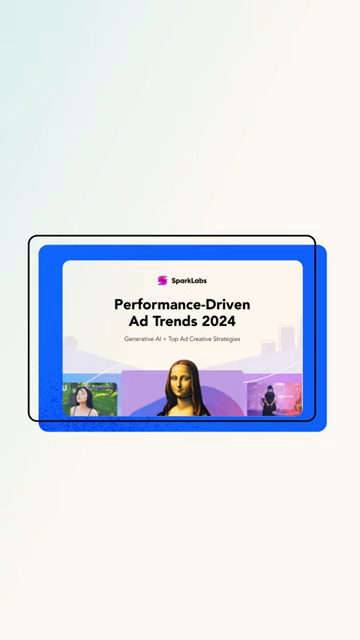 SparkLabs
Performance-Driven
Ad Trends 2024
Generative AI + Top Ad Creative Strategies